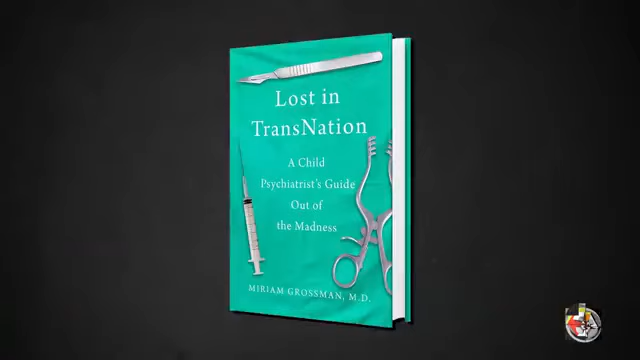 Lost in
TransNation
A Child
Psychiatrist's Guide
Out of
the Madness
MIRIAM GROSSMAN, M.D.